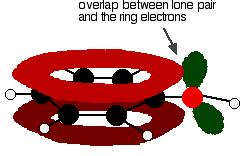 overlap between lone pair
and the ring electrons